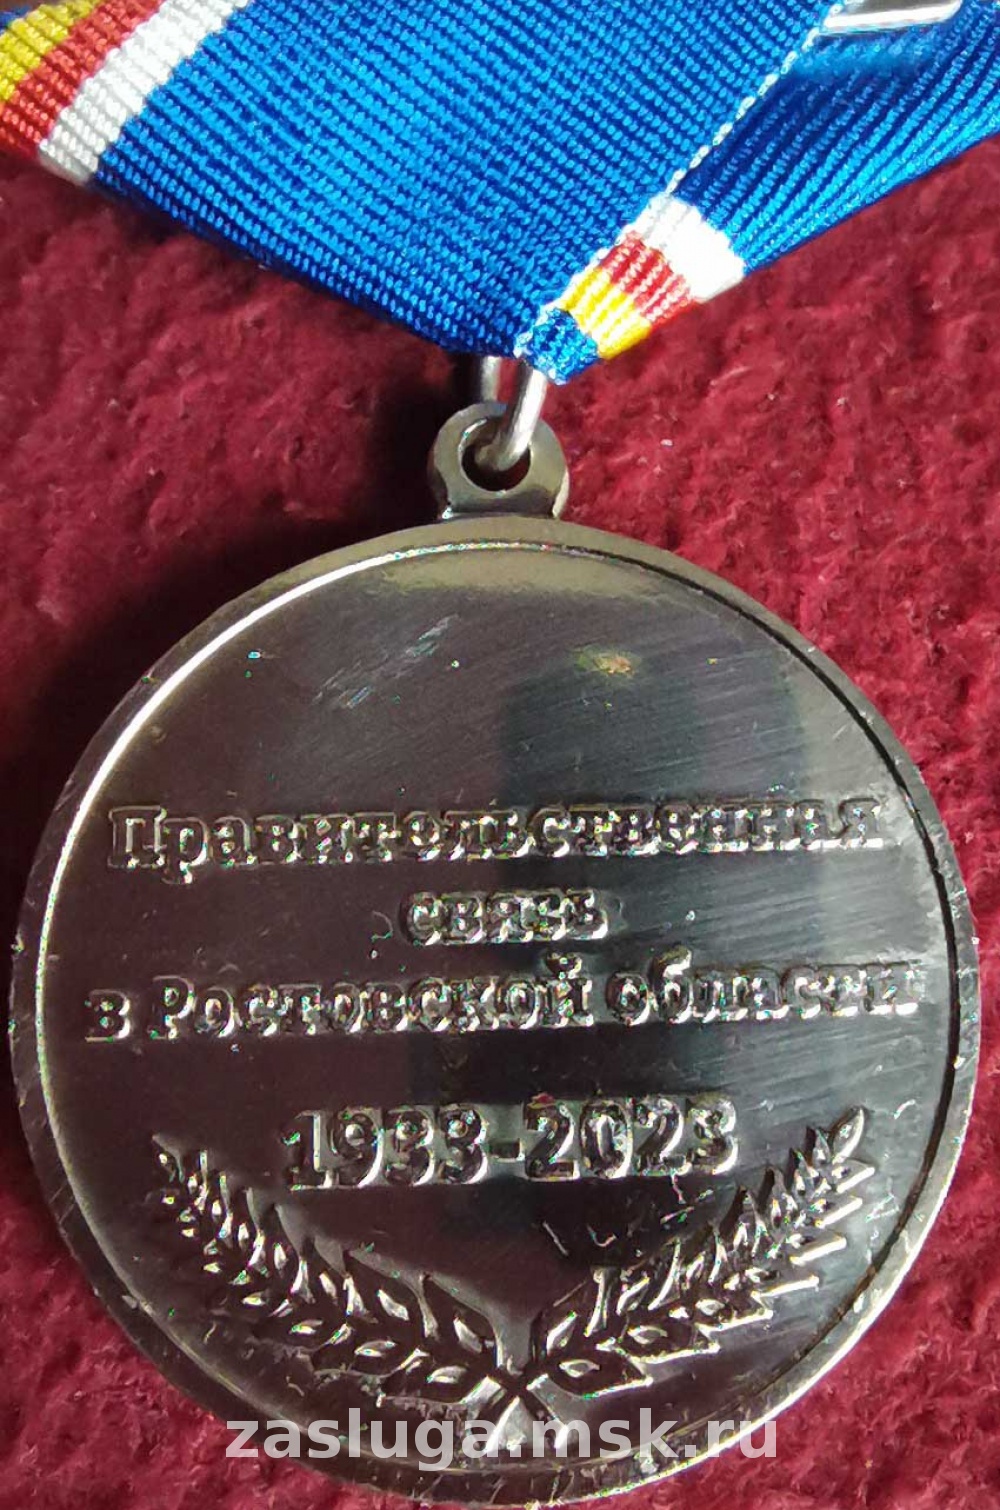 Правительственная
связь
в Ростовской области
1933-2023
zasluga.msk.ru